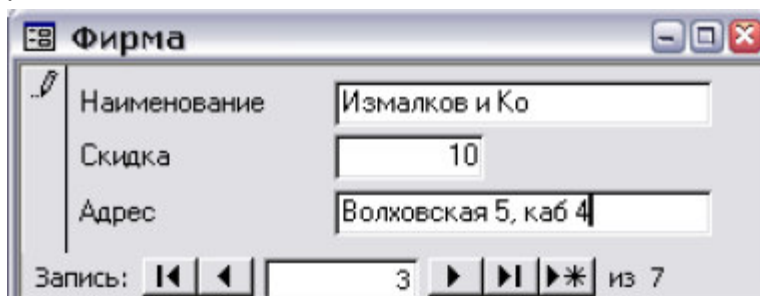 Фирма
Наименование Измалков и Ко
Скидка 10
Адрес Волховская 5, каб 4
Запись: 3 из 7